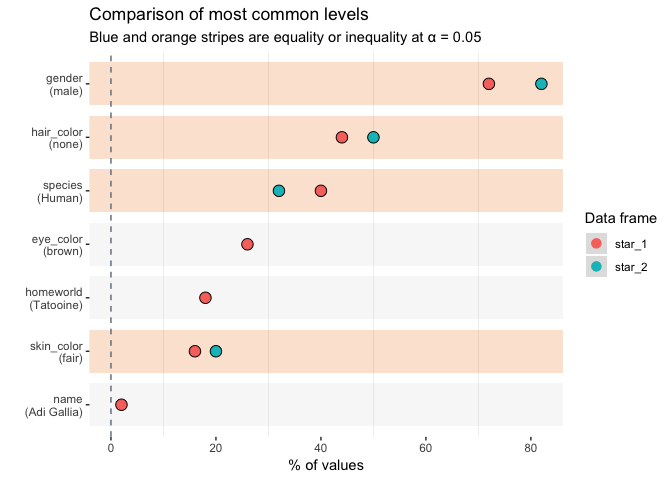 Comparison of most common levels
Blue and orange stripes are equality or inequality at α = 0.05
gender
(male)
hair_color
(none)
species
(Human)
eye_color
(brown)
homeworld
(Tatooine)
skin_color
(fair)
name
(Adi Gallia)
0
20
40
60
80
% of values
Data frame
star_1
star_2